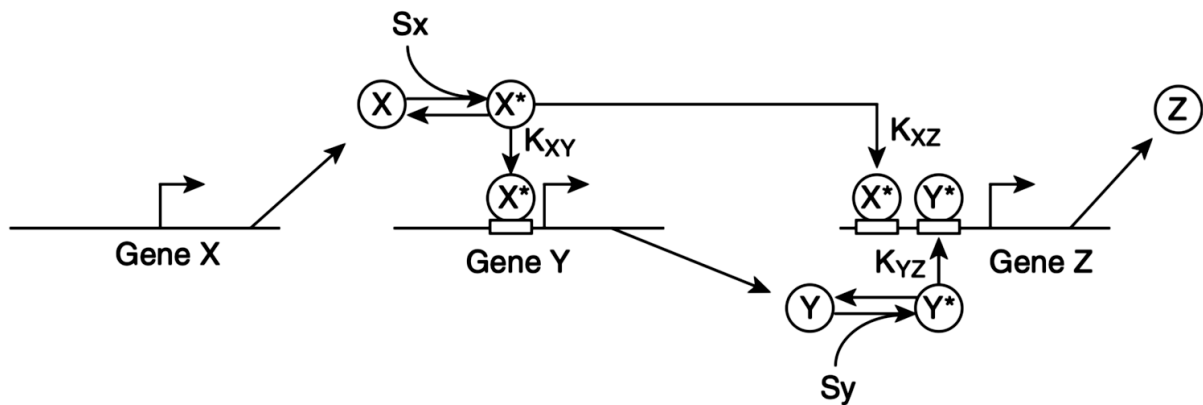 Sx
X
X*
Z
K_XY
K_XZ
X*
X*
Y*
Gene X
Gene Y
K_YZ
Gene Z
Y
Y*
Sy